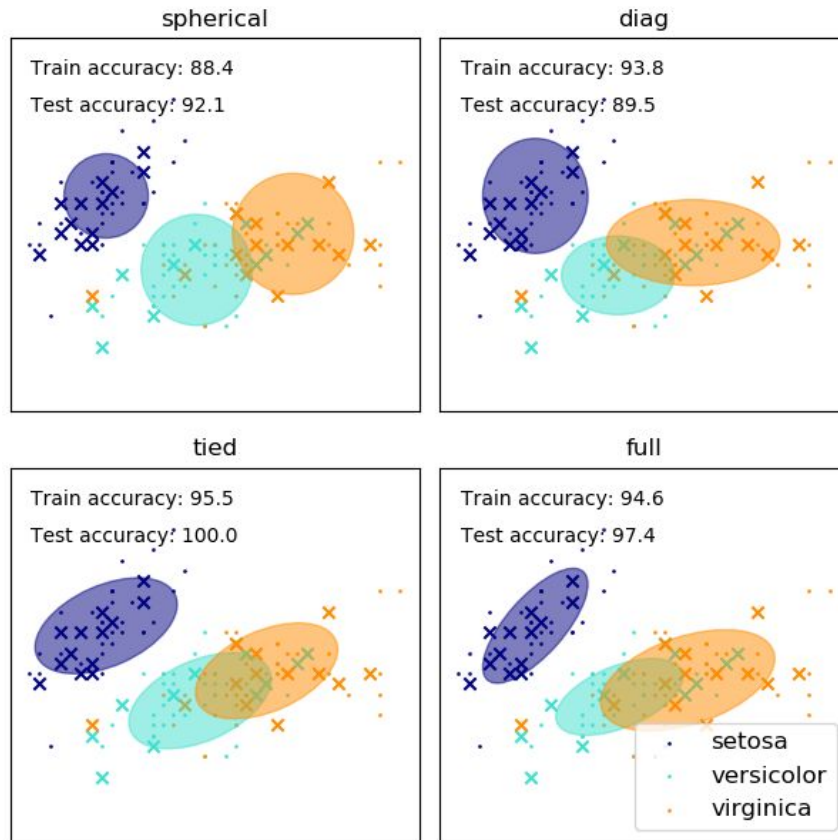 spherical
Train accuracy: 88.4
Test accuracy: 92.1
diag
Train accuracy: 93.8
Test accuracy: 89.5
tied
Train accuracy: 95.5
Test accuracy: 100.0
full
Train accuracy: 94.6
Test accuracy: 97.4
setosa
versicolor
virginica